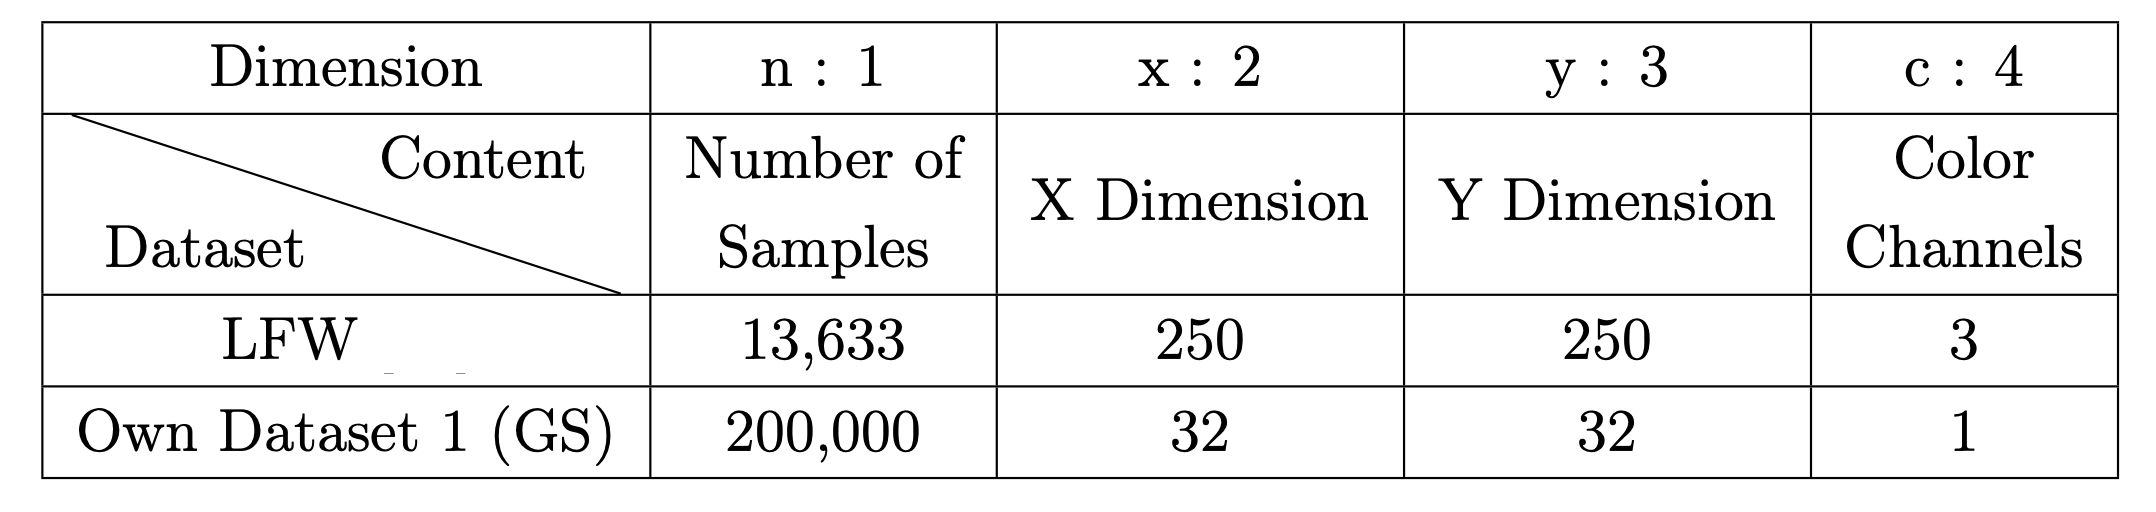 Dimension n : 1 x : 2 y : 3 c : 4
Content
Dataset
Number of
Samples
X Dimension
Y Dimension
Color
Channels
LFW 13,633 250 250 3
Own Dataset 1 (GS) 200,000 32 32 1